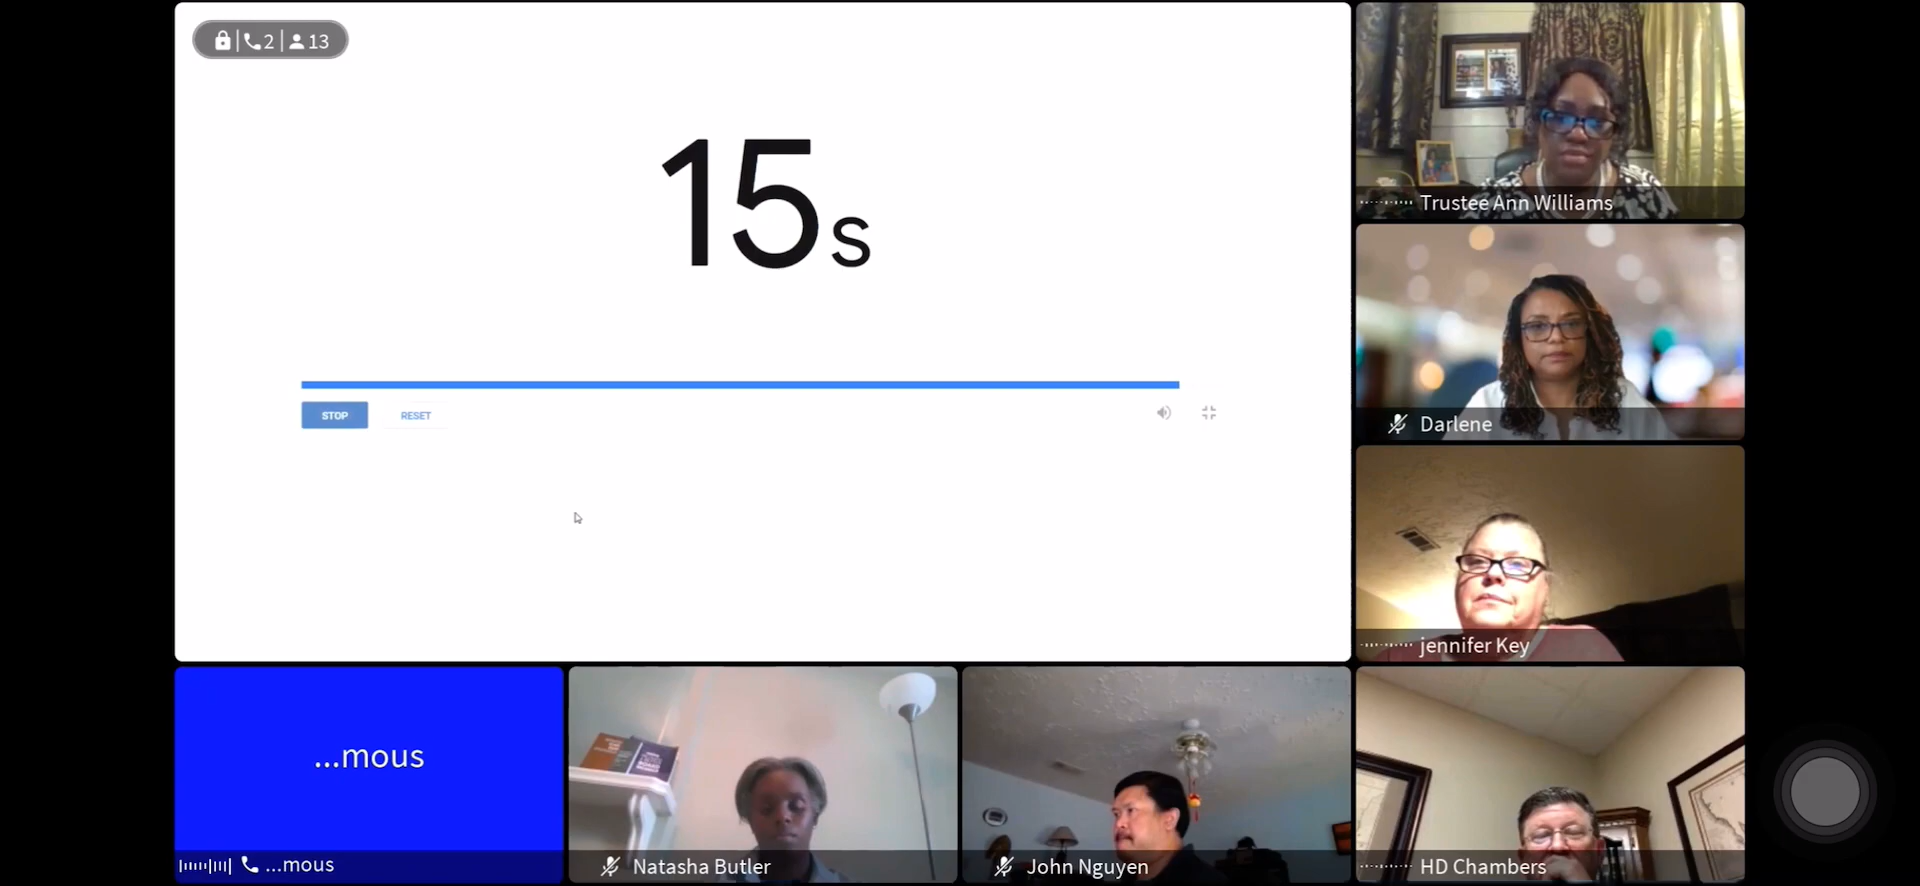 2 13
15s
STOP RESET
Trustee Ann Williams
Darlene
jennifer Key
...mous
...mous
Natasha Butler
John Nguyen
HD Chambers